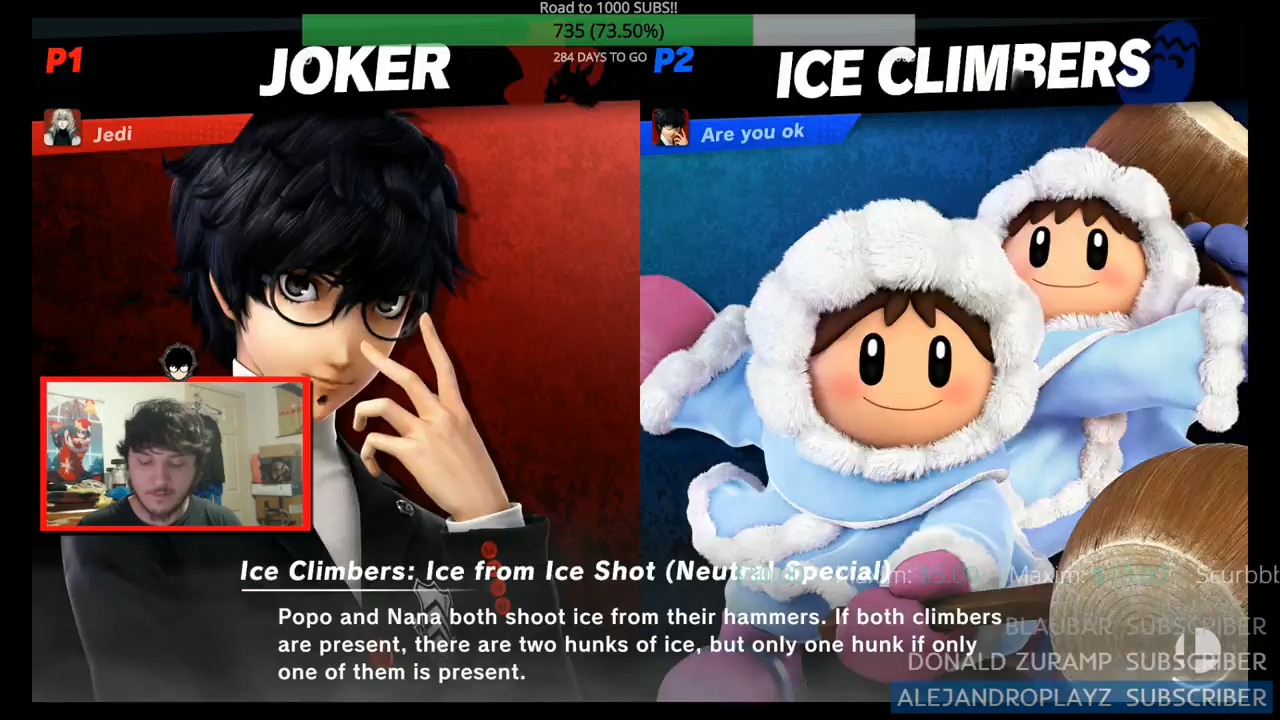 Road to 1000 SUBS!!
735 (73.50%)
284 DAYS TO GO
P1
JOKER
Jedi
P2
ICE CLIMBERS
Are you ok
Ice Climbers: Ice from Ice Shot (Neutral Special)
Popo and Nana both shoot ice from their hammers. If both climbers
are present, there are two hunks of ice, but only one hunk if only
one of them is present.
Maxim:
BLAUBAR SUBSCRIBER
DONALD ZURAMP SUBSCRIBER
ALEJANDROPLAYZ SUBSCRIBER